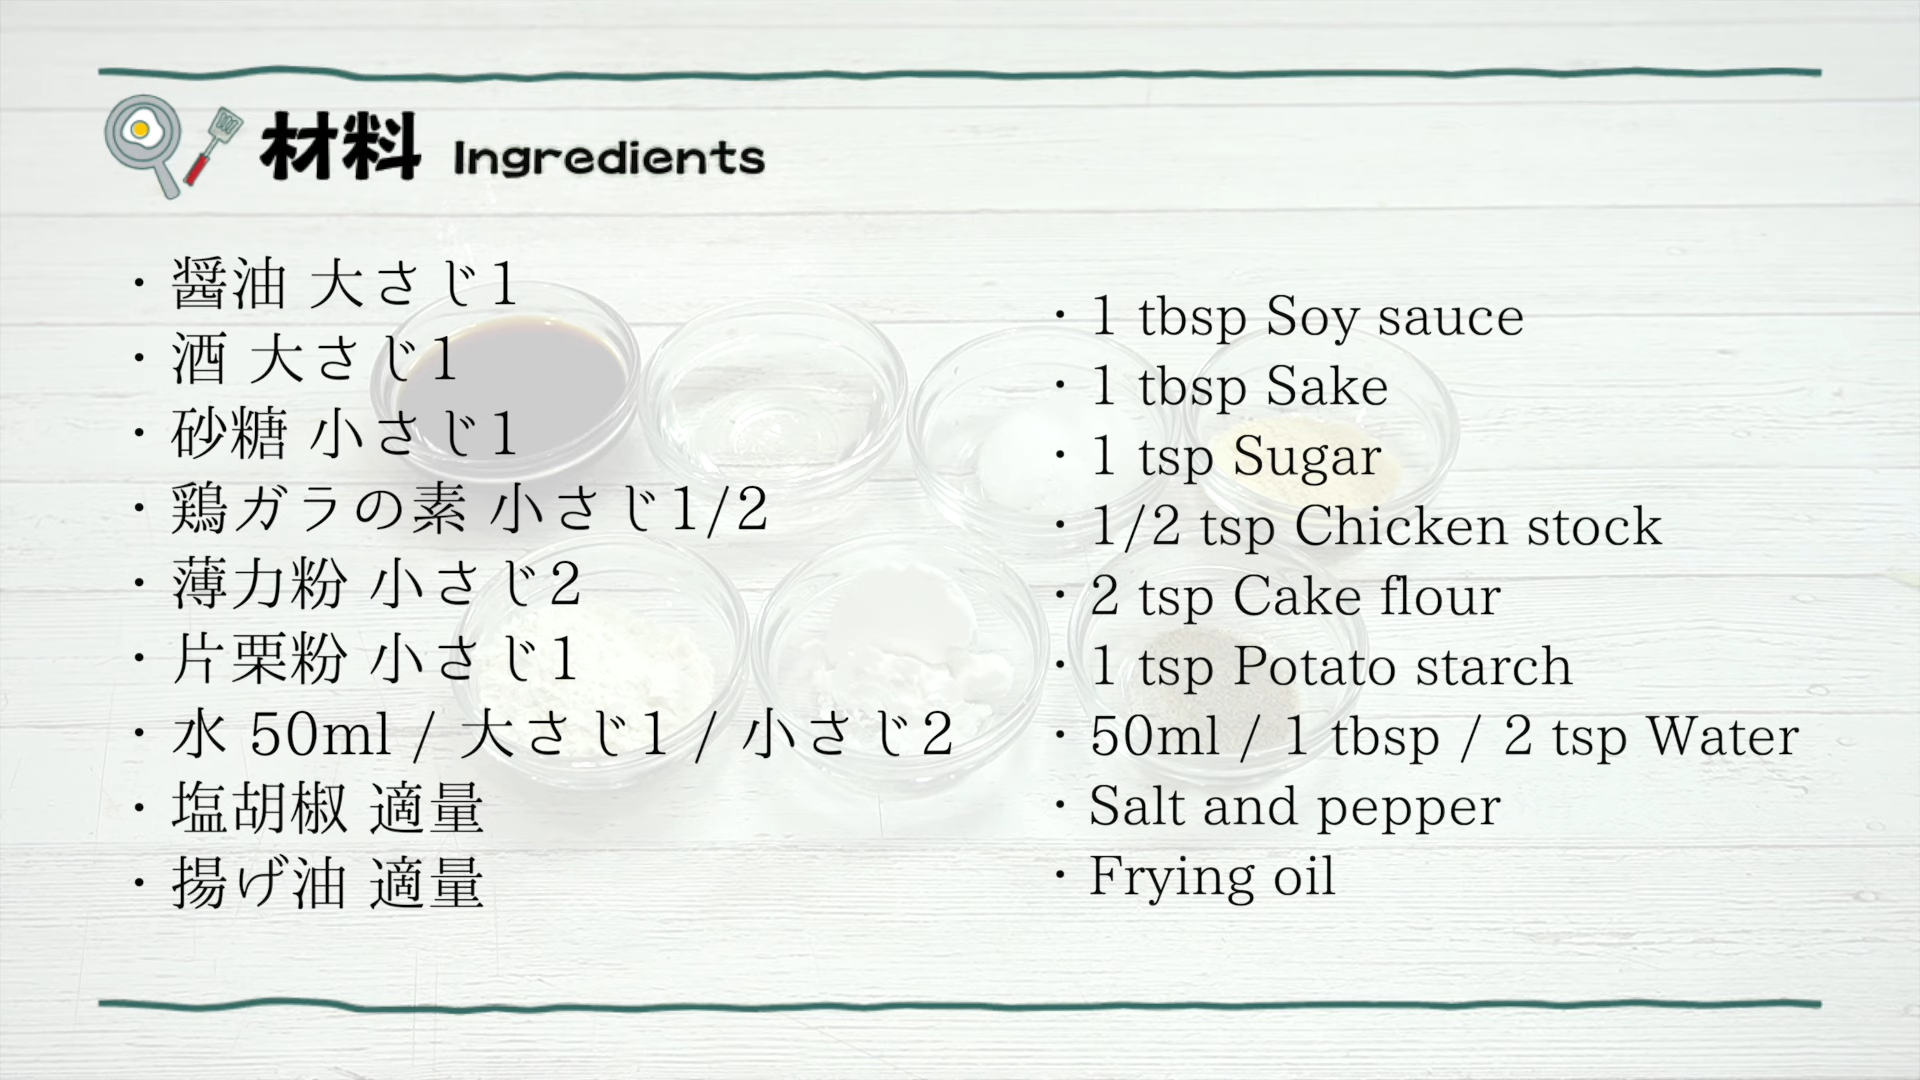 材料 Ingredients
・醤油 大さじ1
・酒 大さじ1
・砂糖 小さじ1
・鶏ガラの素 小さじ1/2
・薄力粉 小さじ2
・片栗粉 小さじ1
・水 50ml / 大さじ1 / 小さじ2
・塩胡椒 適量
・揚げ油 適量
・1 tbsp Soy sauce
・1 tbsp Sake
・1 tsp Sugar
・1/2 tsp Chicken stock
・2 tsp Cake flour
・1 tsp Potato starch
・50ml / 1 tbsp / 2 tsp Water
・Salt and pepper
・Frying oil